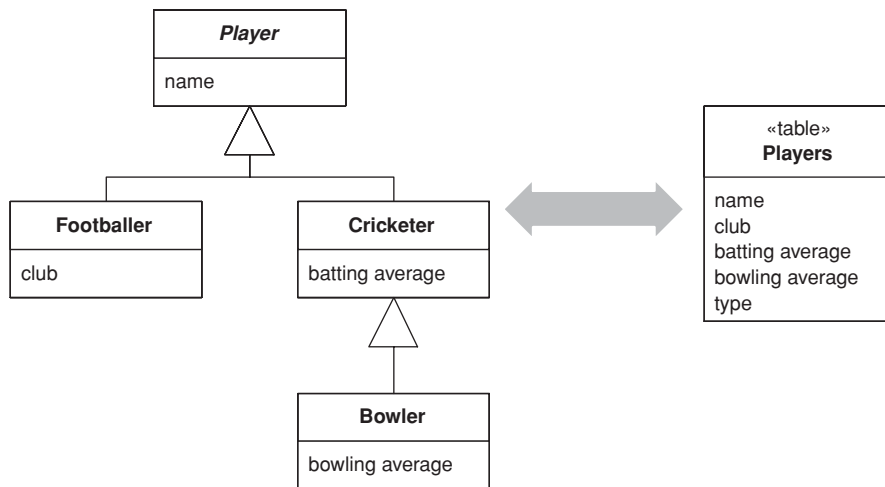 Player
name
Footballer
club
Cricketer
batting average
Bowler
bowling average
«table»
Players
name
club
batting average
bowling average
type